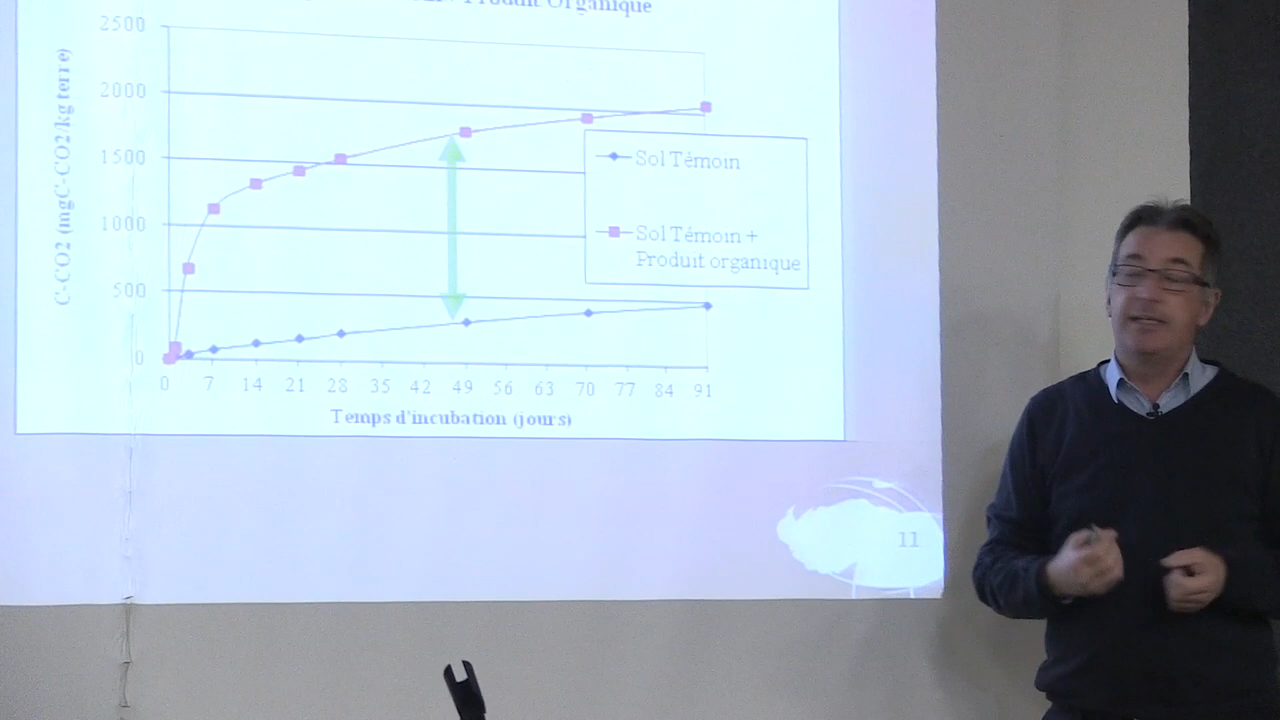 Produit Organique
2500
2000
1500
1000
500
0
C-CO2 (mgC-CO2/kg terre)
Sol Témoin
Sol Témoin +
Produit organique
0 7 14 21 28 35 42 49 56 63 70 77 84 91
Temps d'incubation (jours)
11